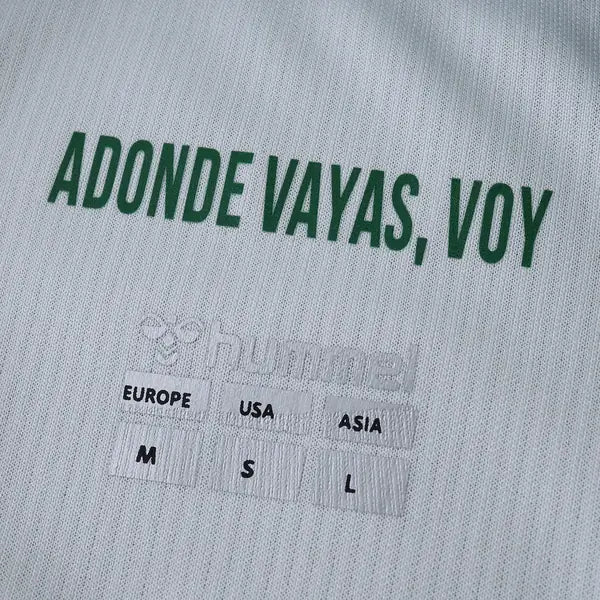 ADONDE VAYAS, VOY
hummel
EUROPE USA ASIA
M S L